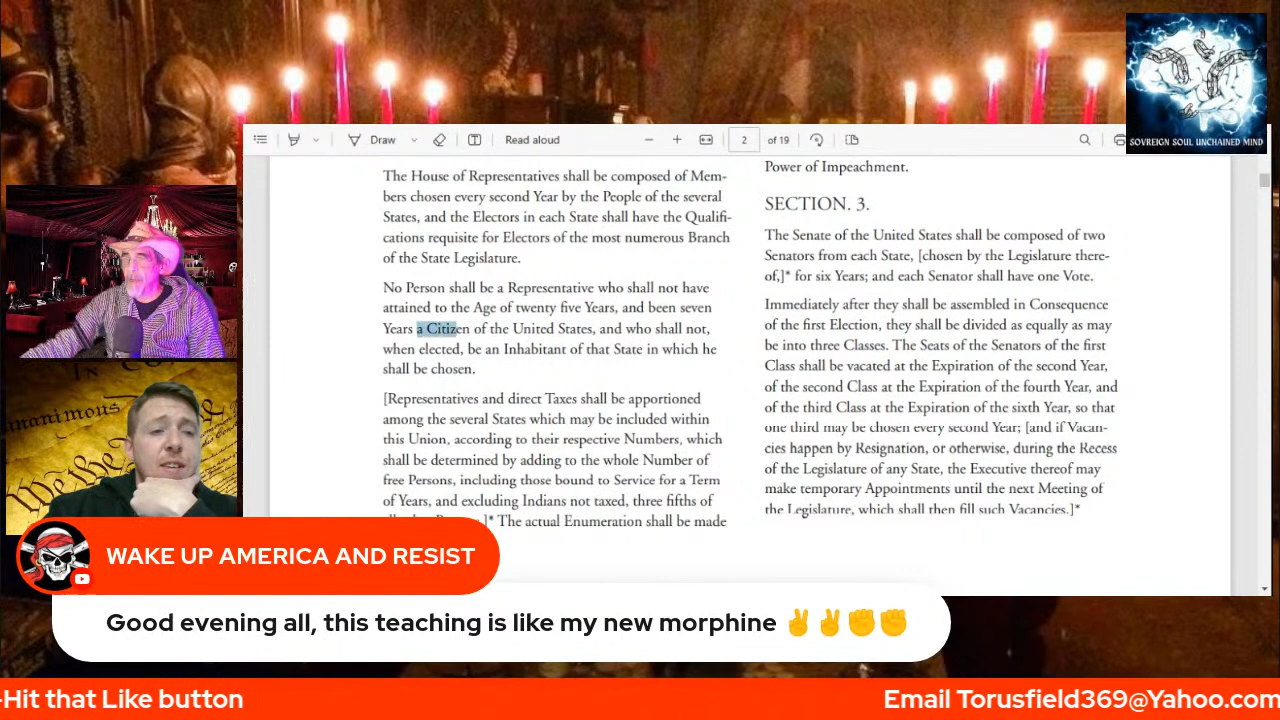 SOVREIGN SOUL UNCHAINED MIND
Draw
Read aloud
2 of 19
The House of Representatives shall be composed of Mem-
bers chosen every second Year by the People of the several
States, and the Electors in each State shall have the Qualifi-
cations requisite for Electors of the most numerous Branch
of the State Legislature.
No Person shall be a Representative who shall not have
attained to the Age of twenty five Years, and been seven
Years a Citizen of the United States, and who shall not,
when elected, be an Inhabitant of that State in which he
shall be chosen.
[Representatives and direct Taxes shall be apportioned
among the several States which may be included within
this Union, according to their respective Numbers, which
shall be determined by adding to the whole Number of
free Persons, including those bound to Service for a Term
of Years, and excluding Indians not taxed, three fifths of
]* The actual Enumeration shall be made
Power of Impeachment.
SECTION. 3.
The Senate of the United States shall be composed of two
Senators from each State, [chosen by the Legislature there-
of,]* for six Years; and each Senator shall have one Vote.
Immediately after they shall be assembled in Consequence
of the first Election, they shall be divided as equally as may
be into three Classes. The Seats of the Senators of the first
Class shall be vacated at the Expiration of the second Year,
of the second Class at the Expiration of the fourth Year, and
of the third Class at the Expiration of the sixth Year, so that
one third may be chosen every second Year; [and if Vacan-
cies happen by Resignation, or otherwise, during the Recess
of the Legislature of any State, the Executive thereof may
make temporary Appointments until the next Meeting of
the Legislature, which shall then fill such Vacancies.]*
nanimous
We the
WAKE UP AMERICA AND RESIST
Good evening all, this teaching is like my new morphine ✌️✌️✊✊
-Hit that Like button
Email Torusfield369@Yahoo.com